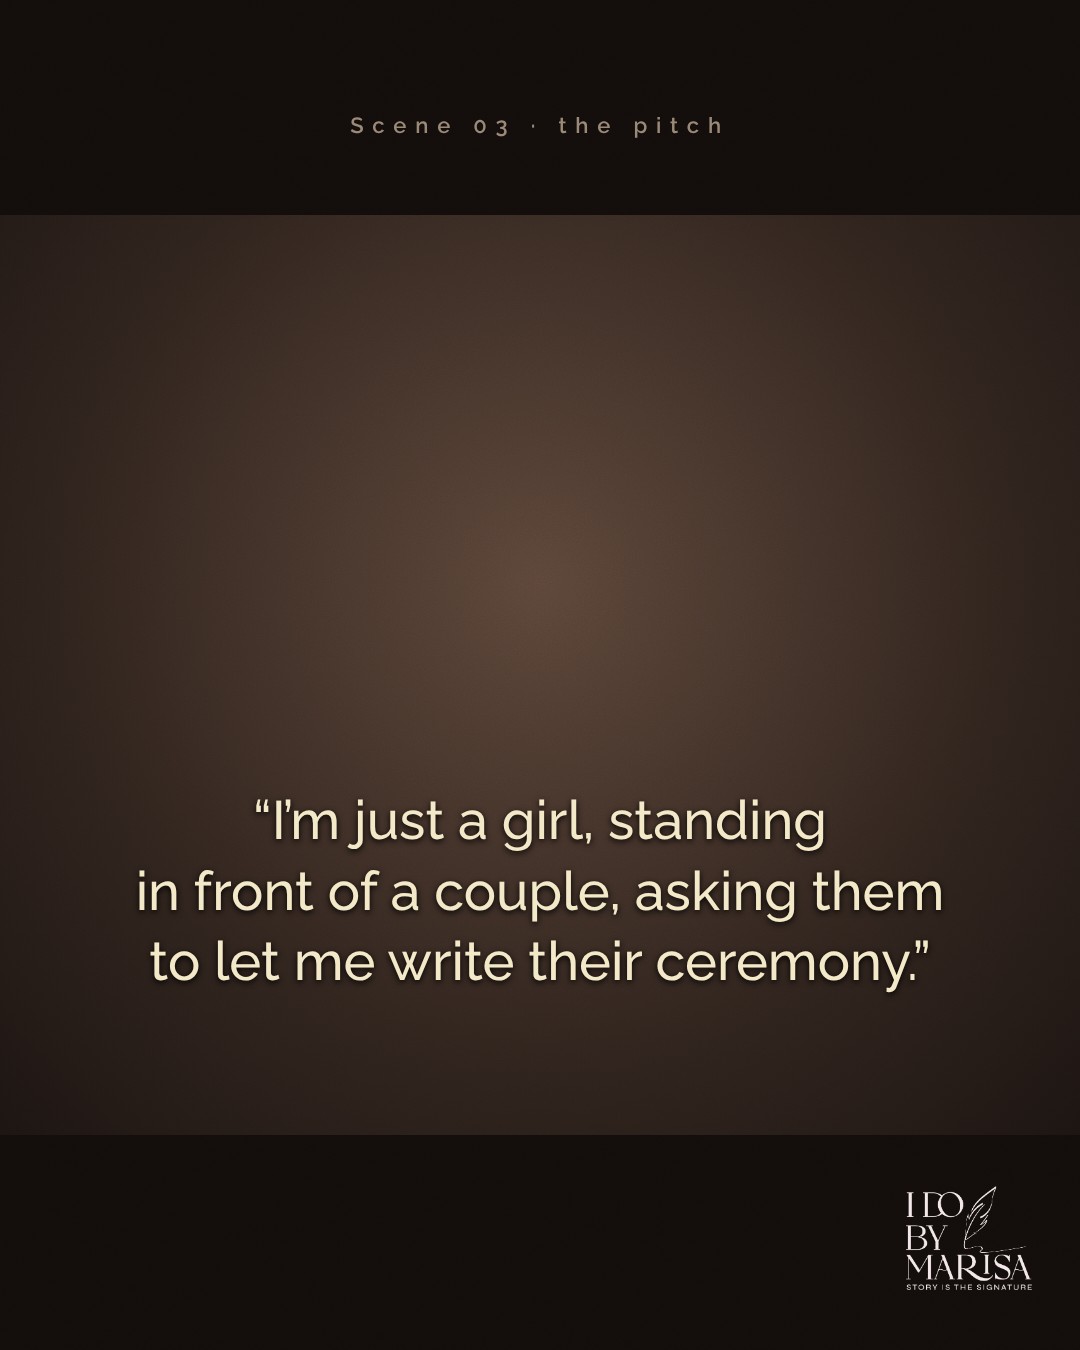 Scene 03 · the pitch
“I’m just a girl, standing
in front of a couple, asking them
to let me write their ceremony.”
I DO
BY
MARISA
STORY IS THE SIGNATURE